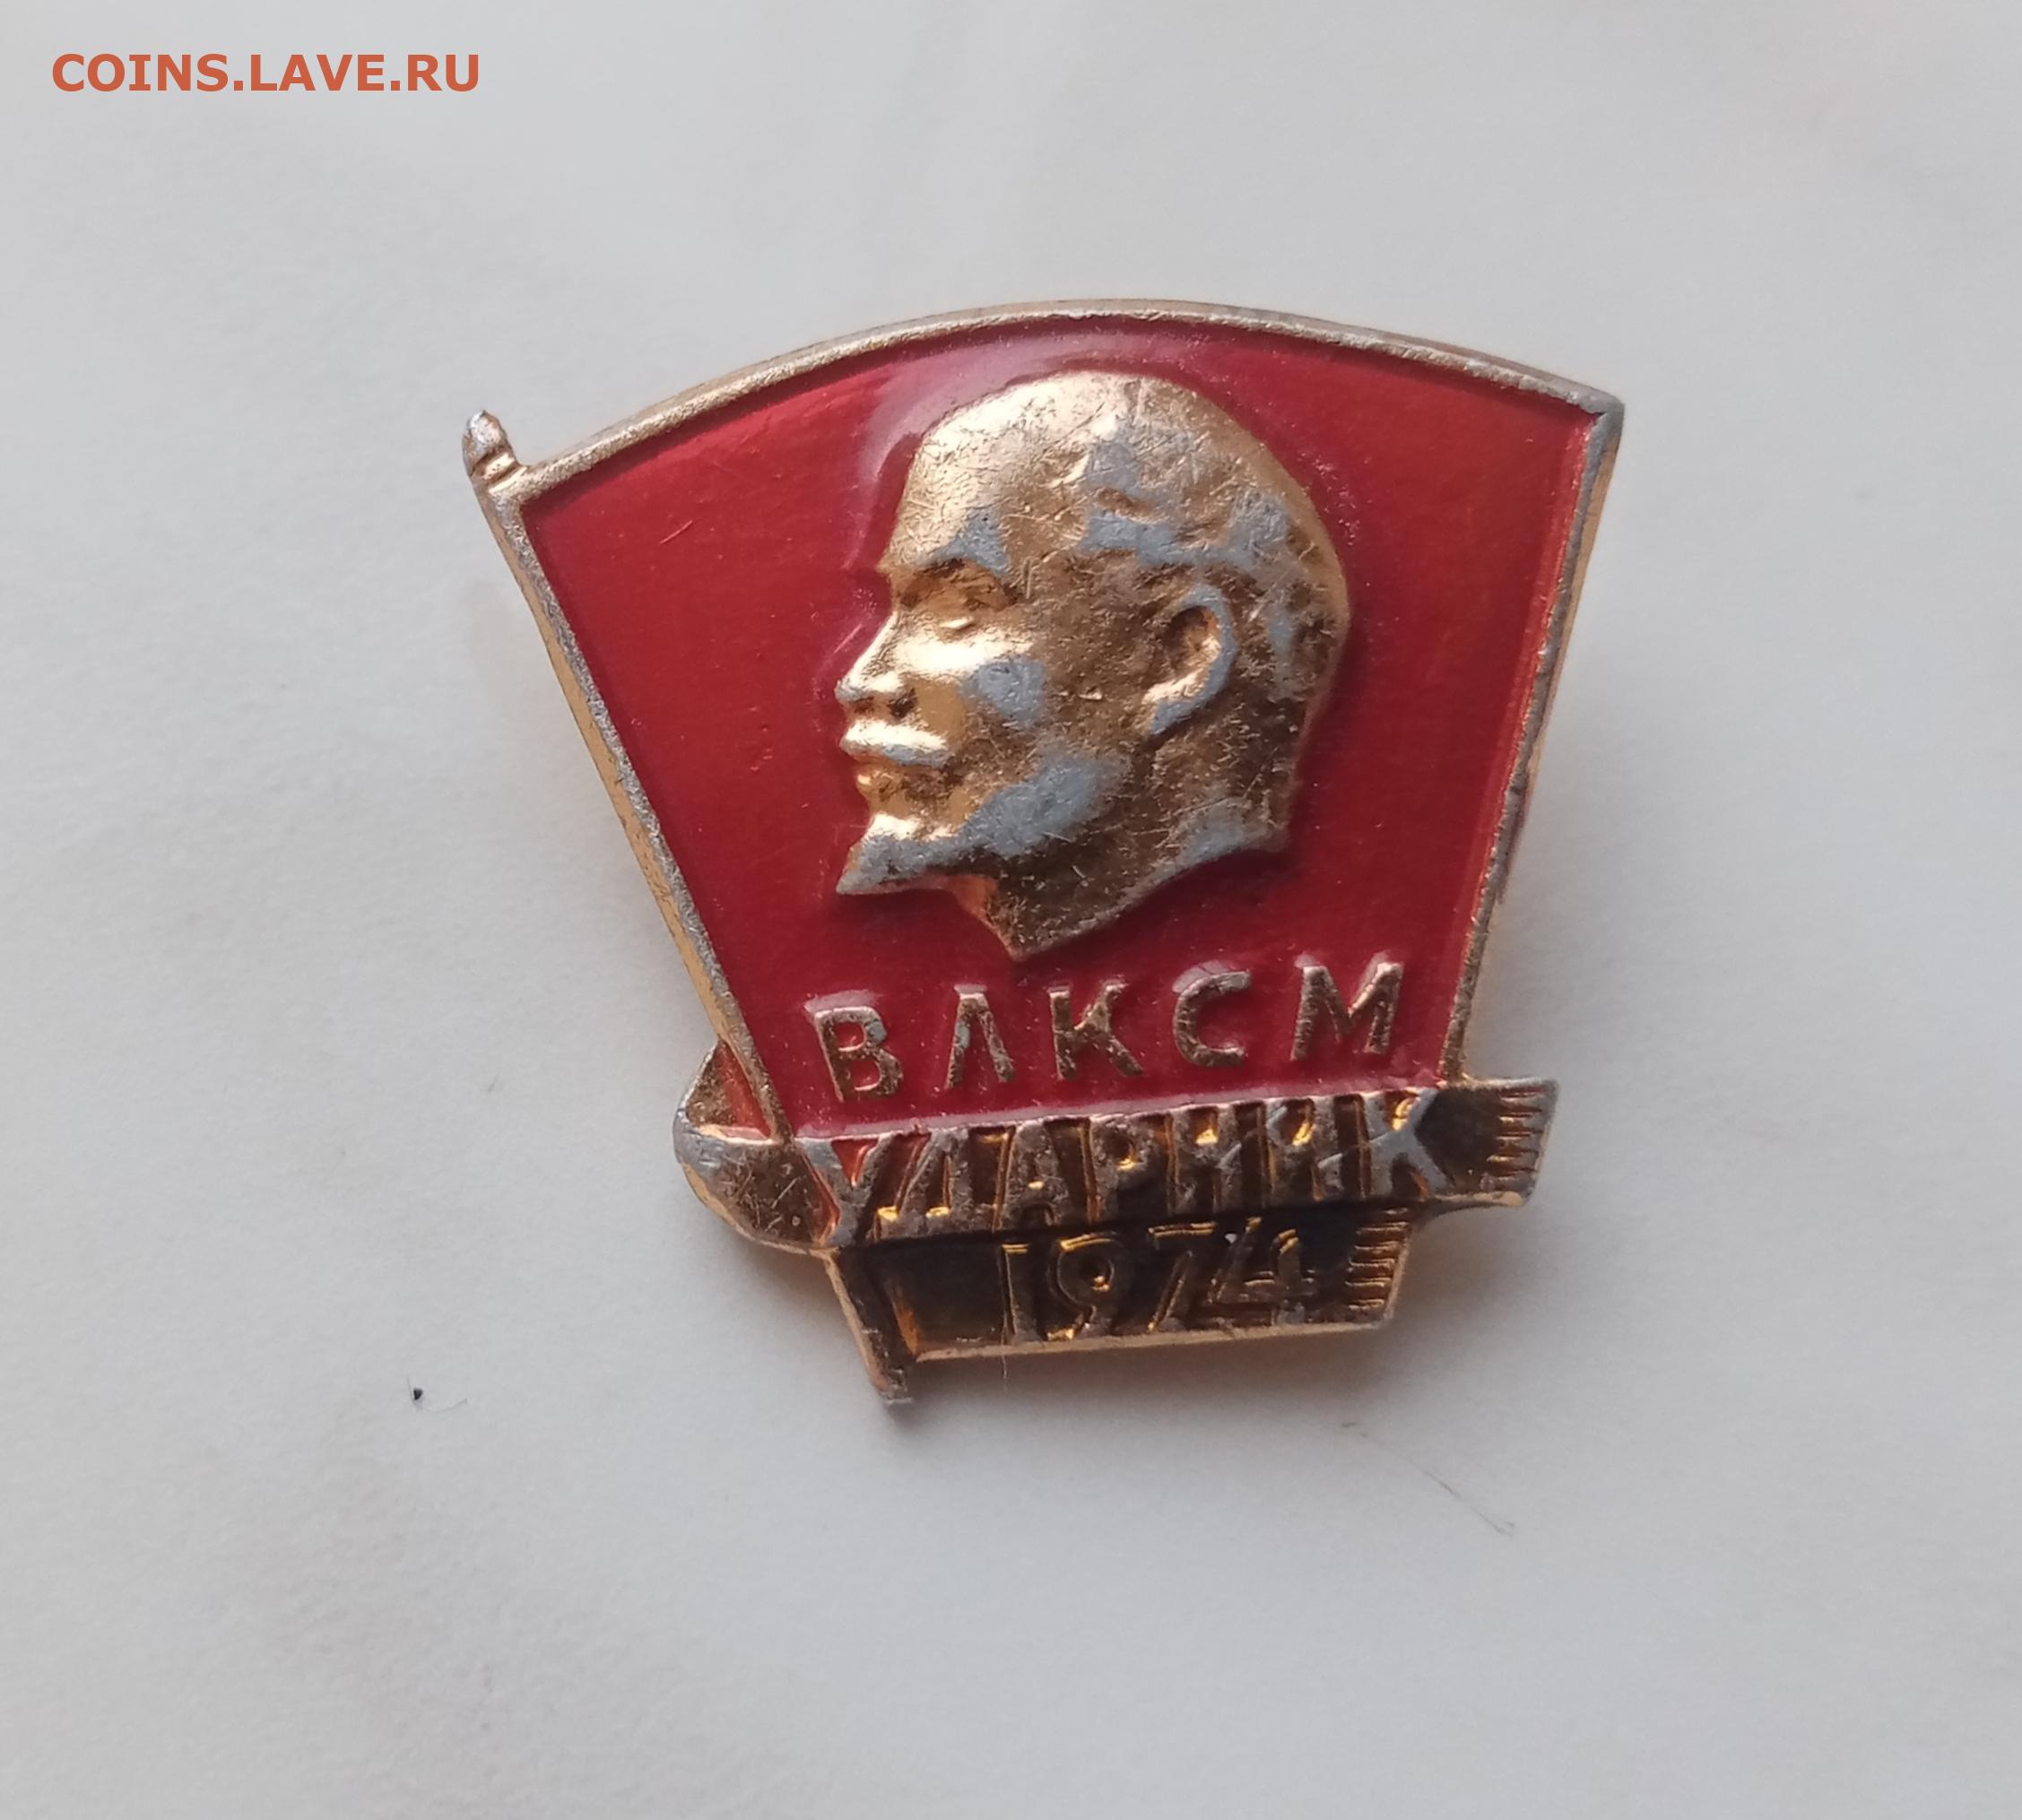 COINS.LAVE.RU
ВЛКСМ
УДАРНИК
1974